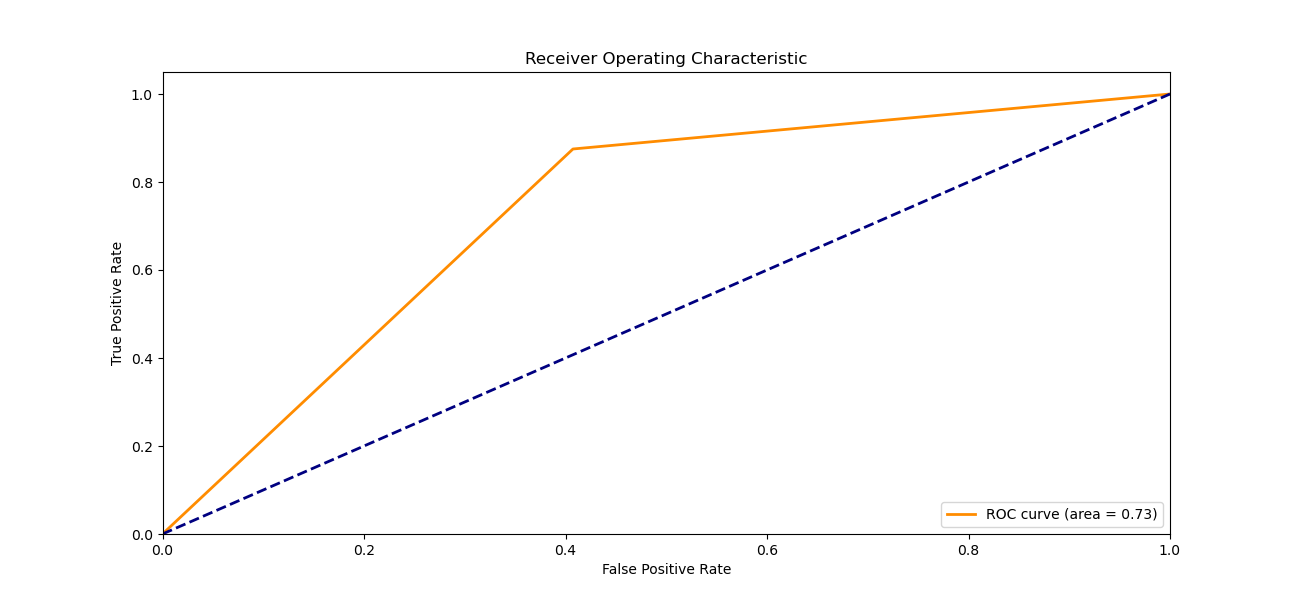 Receiver Operating Characteristic
1.0
0.8
0.6
0.4
0.2
0.0
True Positive Rate
ROC curve (area = 0.73)
0.0 0.2 0.4 0.6 0.8 1.0
False Positive Rate